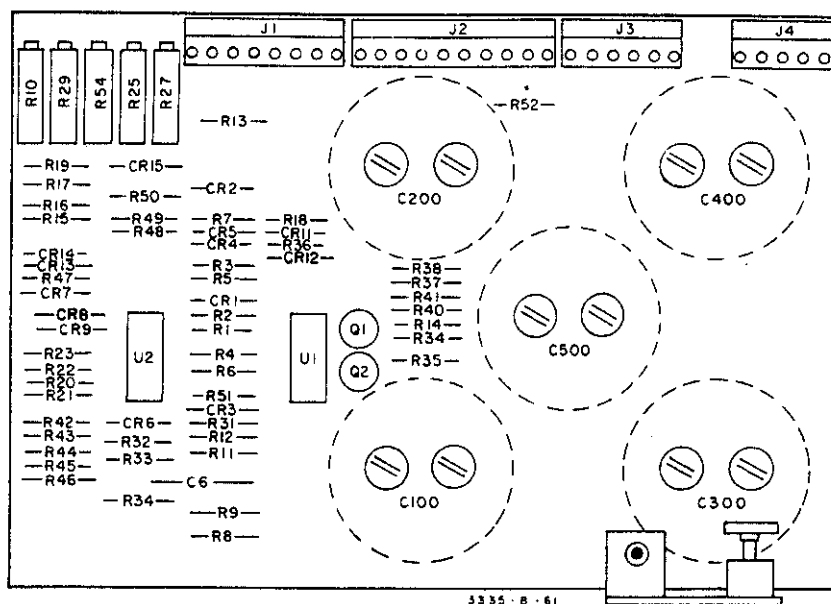 J1
J2
J3
J4
R10
R29
R54
R25
R27
R52
R13
R19
CR15
R17
CR2
R50
R16
R15
R49
R48
R7
R18
CR5
CR11
CR4
R36
CR12
C200
C400
CR14
CR13
R47
CR7
R3
R5
CR1
R38
R37
R41
R40
R14
R34
R35
CR8
CR9
R2
R1
U2
U1
Q1
Q2
C500
R23
R22
R20
R21
R4
R6
R51
CR3
R31
R12
R11
R42
R43
R44
R45
R46
CR6
R32
R33
C6
R34
R9
R8
C100
C300
3335-8-61